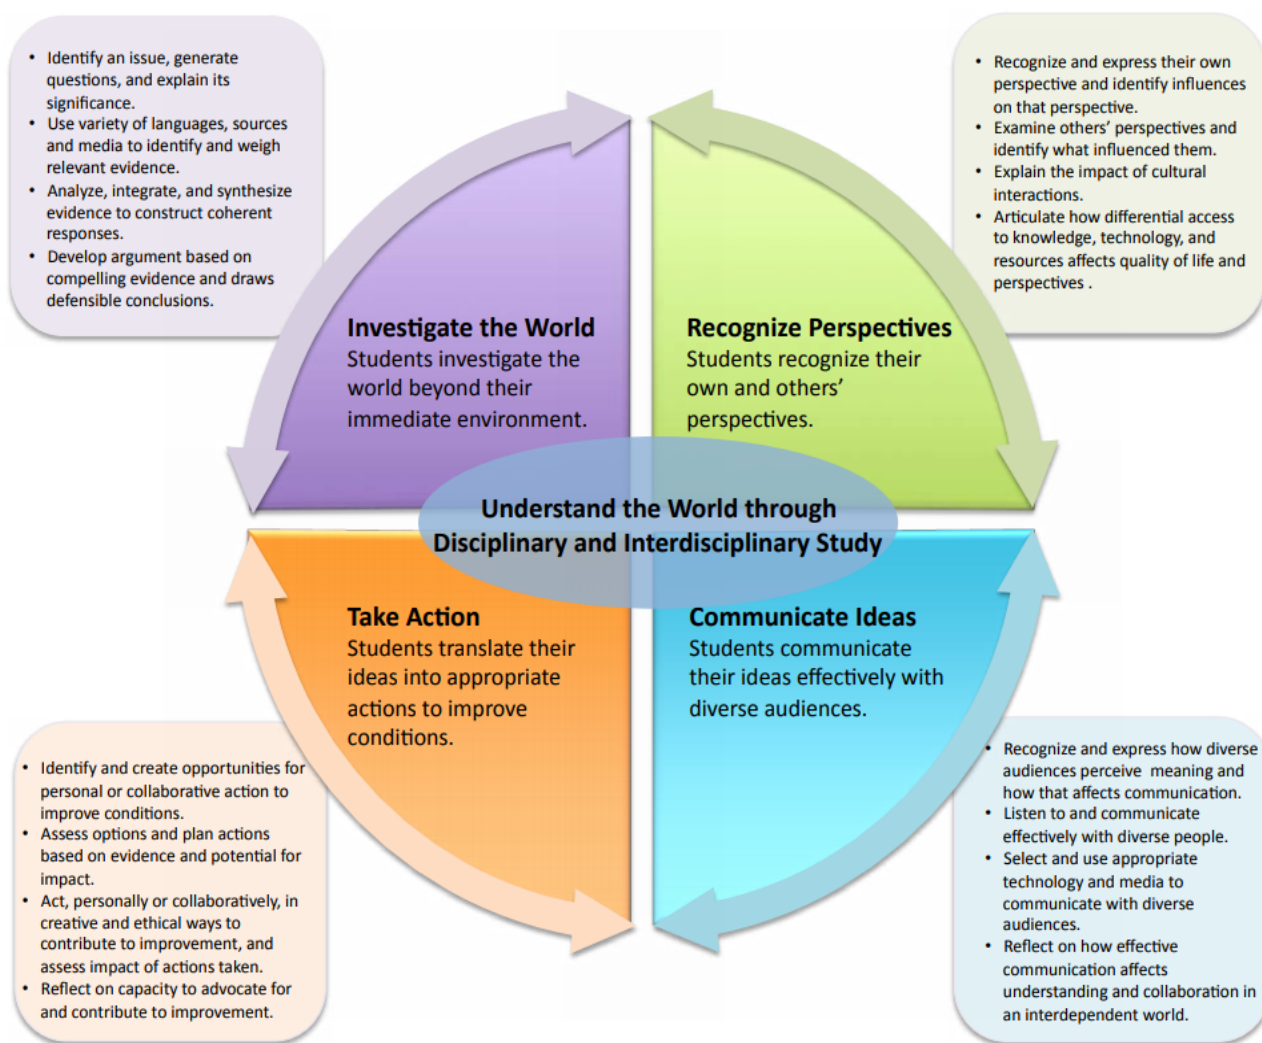 • Identify an issue, generate
questions, and explain its
significance.
• Use variety of languages, sources
and media to identify and weigh
relevant evidence.
• Analyze, integrate, and synthesize
evidence to construct coherent
responses.
• Develop argument based on
compelling evidence and draws
defensible conclusions.
• Recognize and express their own
perspective and identify influences
on that perspective.
• Examine others’ perspectives and
identify what influenced them.
• Explain the impact of cultural
interactions.
• Articulate how differential access
to knowledge, technology, and
resources affects quality of life and
perspectives .
Investigate the World
Students investigate the
world beyond their
immediate environment.
Recognize Perspectives
Students recognize their
own and others’
perspectives.
Understand the World through
Disciplinary and Interdisciplinary Study
Take Action
Students translate their
ideas into appropriate
actions to improve
conditions.
Communicate Ideas
Students communicate
their ideas effectively with
diverse audiences.
• Identify and create opportunities for
personal or collaborative action to
improve conditions.
• Assess options and plan actions
based on evidence and potential for
impact.
• Act, personally or collaboratively, in
creative and ethical ways to
contribute to improvement, and
assess impact of actions taken.
• Reflect on capacity to advocate for
and contribute to improvement.
• Recognize and express how diverse
audiences perceive meaning and
how that affects communication.
• Listen to and communicate
effectively with diverse people.
• Select and use appropriate
technology and media to
communicate with diverse
audiences.
• Reflect on how effective
communication affects
understanding and collaboration in
an interdependent world.